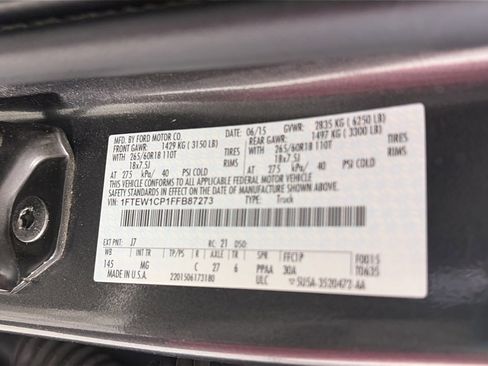 MFD. BY FORD MOTOR CO.
DATE: 06/15 GVWR: 2835 KG ( 6250 LB)
FRONT GAWR: 1429 KG ( 3150 LB) REAR GAWR: 1497 KG ( 3300 LB)
WITH 265/60R18 110T TIRES WITH 265/60R18 110T TIRES
18x7.5J RIMS 18x7.5J RIMS
AT 275 kPa/ 40 PSI COLD AT 275 kPa/ 40 PSI COLD
THIS VEHICLE CONFORMS TO ALL APPLICABLE FEDERAL MOTOR VEHICLE
SAFETY AND THEFT PREVENTION STANDARDS IN EFFECT ON THE DATE OF MANUFACTURE SHOWN ABOVE.
VIN: 1FTEW1CP1FFB87273 TYPE: Truck
EXT PNT: J7 RC: 21 DSO:
WB INT TR TP/PS R AXLE TR SPR
145 MG C 27 6 PPAA 30A
MADE IN U.S.A. 2201506173180 ULC 5U5A-3520472-AA
F0015
T0635